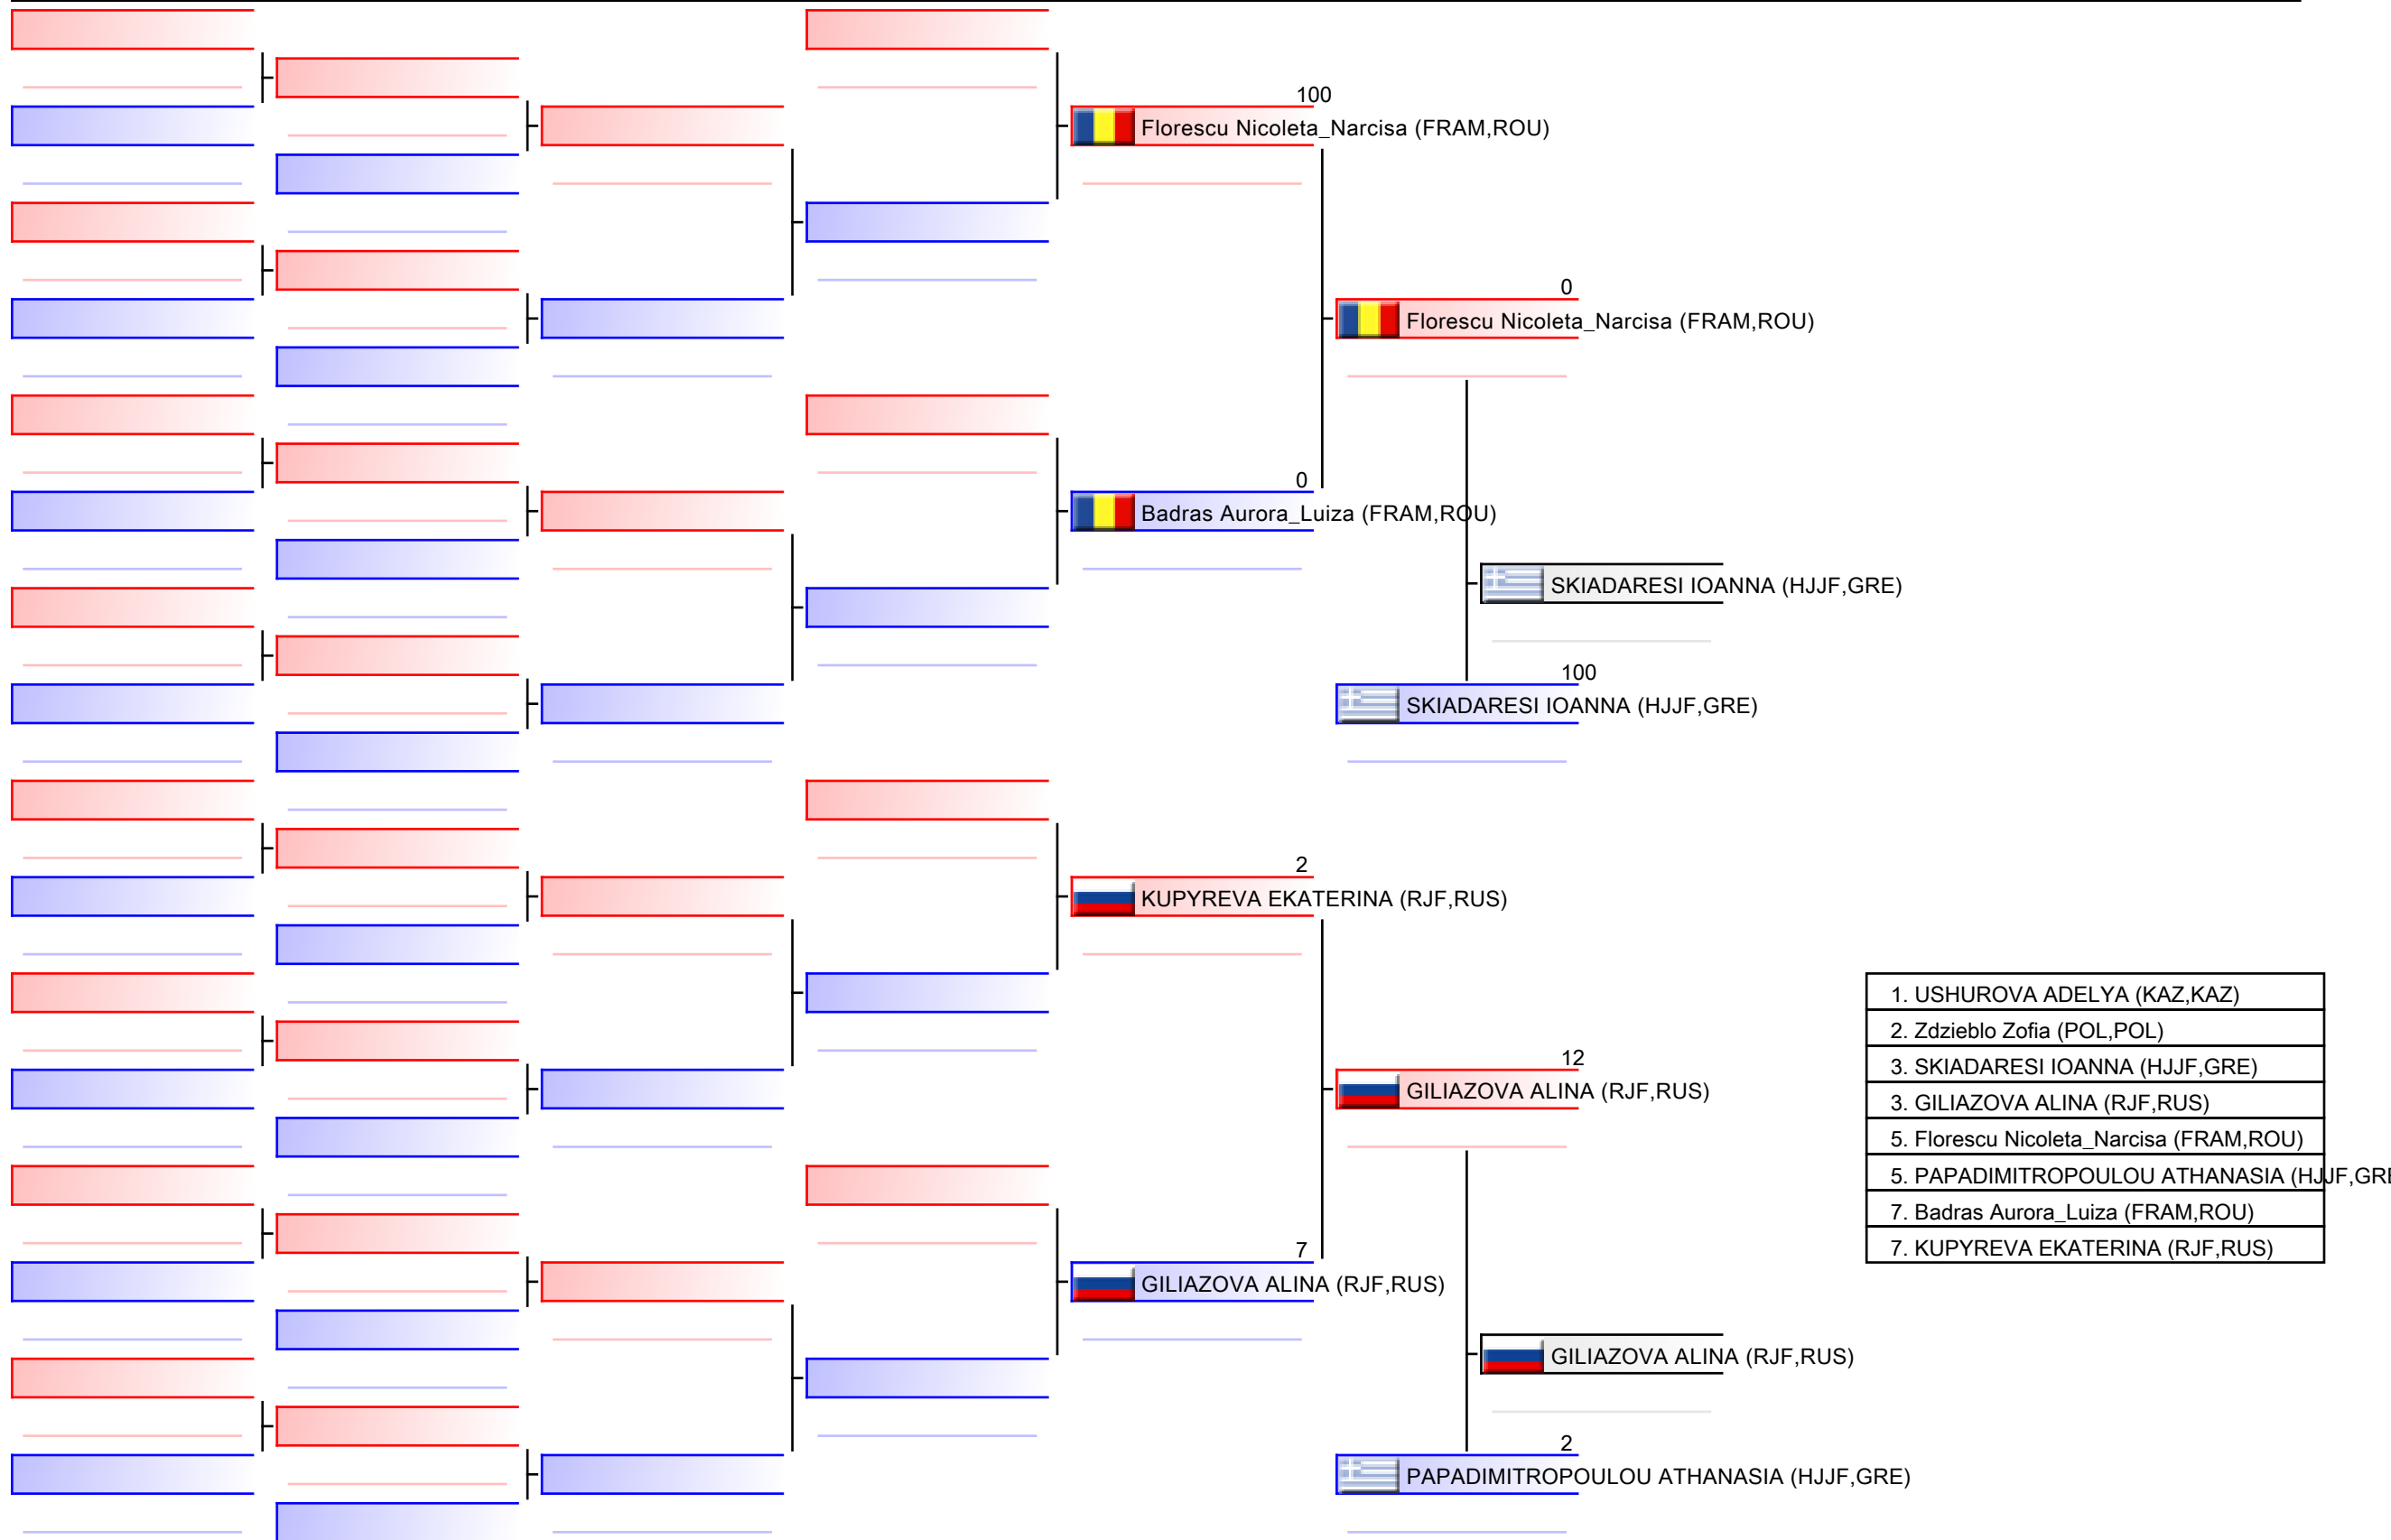 100
Florescu Nicoleta_Narcisa (FRAM,ROU)
0
Florescu Nicoleta_Narcisa (FRAM,ROU)
0
Badras Aurora_Luiza (FRAM,ROU)
SKIADARESI IOANNA (HJJF,GRE)
100
SKIADARESI IOANNA (HJJF,GRE)
2
KUPYREVA EKATERINA (RJF,RUS)
12
GILIAZOVA ALINA (RJF,RUS)
7
GILIAZOVA ALINA (RJF,RUS)
GILIAZOVA ALINA (RJF,RUS)
2
PAPADIMITROPOULOU ATHANASIA (HJJF,GRE)
1. USHUROVA ADELYA (KAZ,KAZ)
2. Zdzieblo Zofia (POL,POL)
3. SKIADARESI IOANNA (HJJF,GRE)
3. GILIAZOVA ALINA (RJF,RUS)
5. Florescu Nicoleta_Narcisa (FRAM,ROU)
5. PAPADIMITROPOULOU ATHANASIA (HJJF,GRE
7. Badras Aurora_Luiza (FRAM,ROU)
7. KUPYREVA EKATERINA (RJF,RUS)